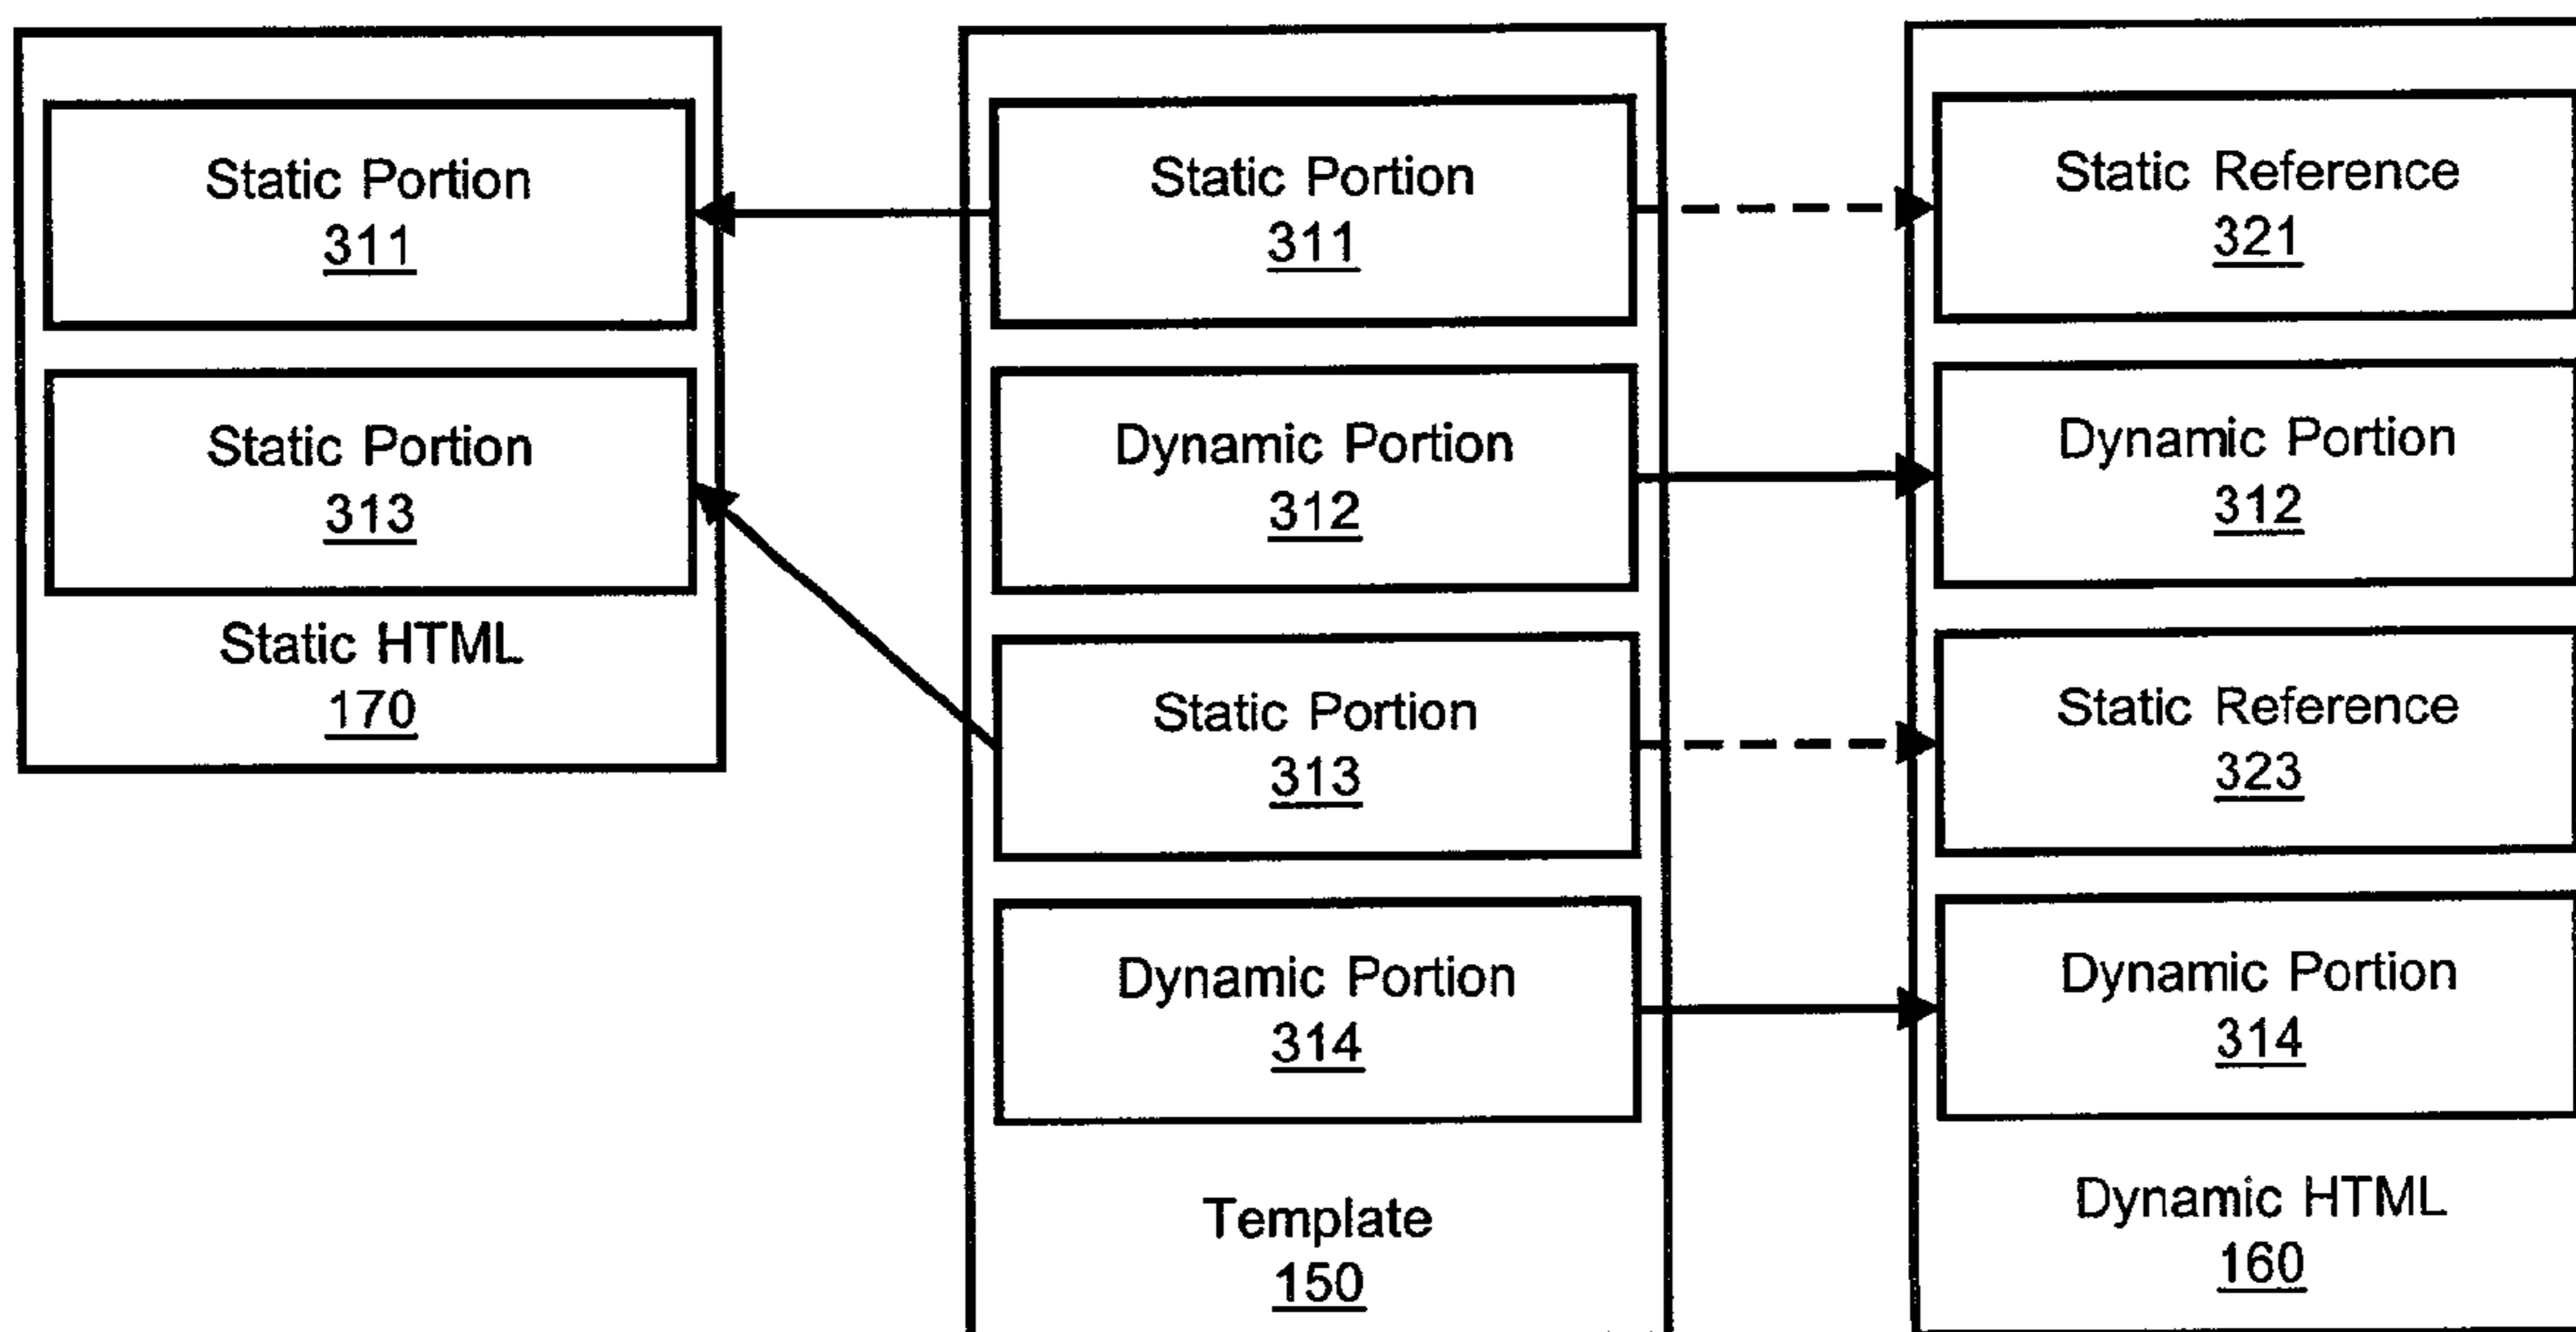 Static Portion
311
Static Portion
313
Static HTML
170
Static Portion
311
Dynamic Portion
312
Static Portion
313
Dynamic Portion
314
Template
150
Static Reference
321
Dynamic Portion
312
Static Reference
323
Dynamic Portion
314
Dynamic HTML
160